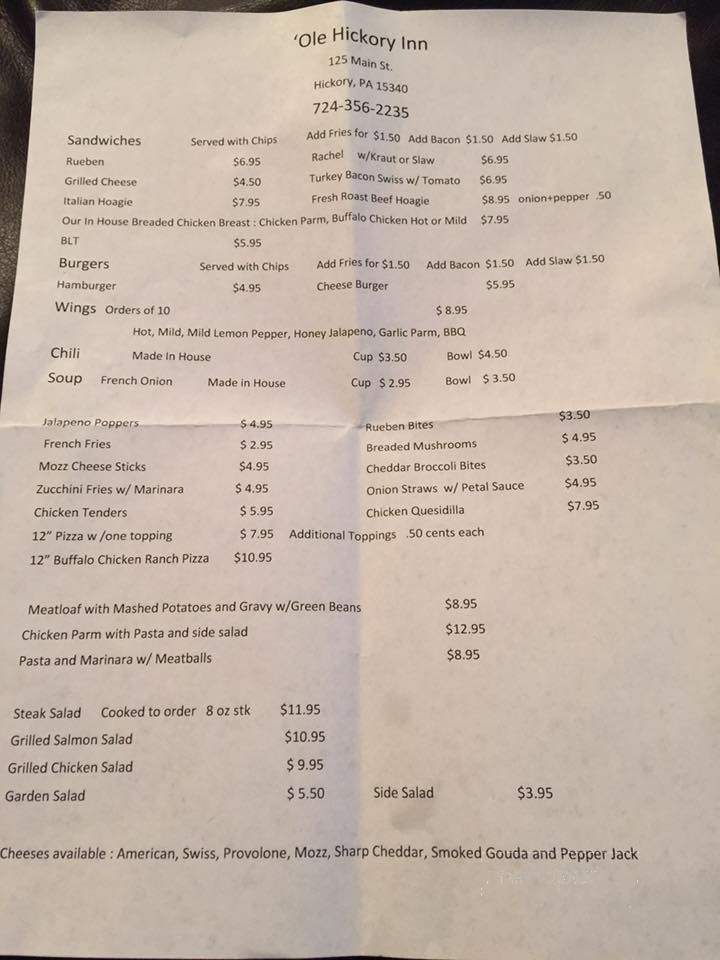 'Ole Hickory Inn
125 Main St.
Hickory, PA 15340
724-356-2235
Sandwiches Served with Chips Add Fries for $1.50 Add Bacon $1.50 Add Slaw $1.50
Rueben $6.95 Rachel w/Kraut or Slaw $6.95
Grilled Cheese $4.50 Turkey Bacon Swiss w/ Tomato $6.95
Italian Hoagie $7.95 Fresh Roast Beef Hoagie $8.95 onion+pepper .50
Our In House Breaded Chicken Breast : Chicken Parm, Buffalo Chicken Hot or Mild $7.95
BLT $5.95
Burgers Served with Chips Add Fries for $1.50 Add Bacon $1.50 Add Slaw $1.50
Hamburger $4.95 Cheese Burger $5.95
Wings Orders of 10 $ 8.95
Hot, Mild, Mild Lemon Pepper, Honey Jalapeno, Garlic Parm, BBQ
Chili Made In House Cup $3.50 Bowl $4.50
Soup French Onion Made in House Cup $ 2.95 Bowl $ 3.50
Jalapeno Poppers $ 4.95 Rueben Bites $3.50
French Fries $ 2.95 Breaded Mushrooms $ 4.95
Mozz Cheese Sticks $4.95 Cheddar Broccoli Bites $3.50
Zucchini Fries w/ Marinara $ 4.95 Onion Straws w/ Petal Sauce $4.95
Chicken Tenders $ 5.95 Chicken Quesidilla $7.95
12" Pizza w /one topping $ 7.95 Additional Toppings .50 cents each
12" Buffalo Chicken Ranch Pizza $10.95
Meatloaf with Mashed Potatoes and Gravy w/Green Beans $8.95
Chicken Parm with Pasta and side salad $12.95
Pasta and Marinara w/ Meatballs $8.95
Steak Salad Cooked to order 8 oz stk $11.95
Grilled Salmon Salad $10.95
Grilled Chicken Salad $ 9.95
Garden Salad $ 5.50 Side Salad $3.95
Cheeses available : American, Swiss, Provolone, Mozz, Sharp Cheddar, Smoked Gouda and Pepper Jack